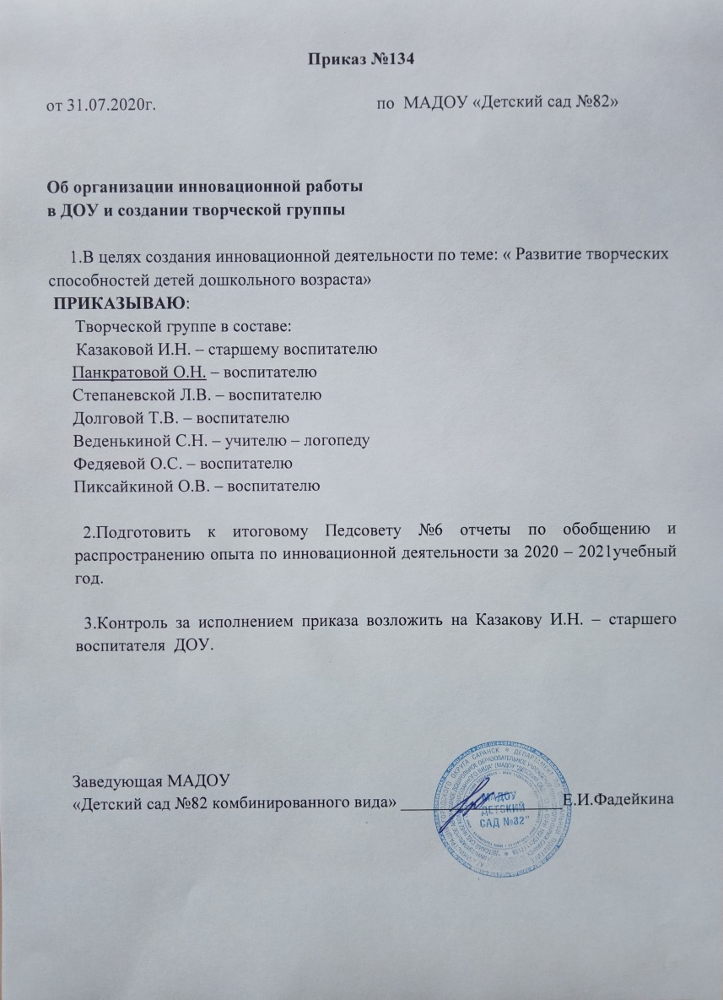 Приказ №134
от 31.07.2020г. по МАДОУ «Детский сад №82»
Об организации инновационной работы
в ДОУ и создании творческой группы
1.В целях создания инновационной деятельности по теме: « Развитие творческих
способностей детей дошкольного возраста»
ПРИКАЗЫВАЮ:
Творческой группе в составе:
Казаковой И.Н. – старшему воспитателю
Панкратовой О.Н. – воспитателю
Степаневской Л.В. – воспитателю
Долговой Т.В. – воспитателю
Веденькиной С.Н. – учителю – логопеду
Федяевой О.С. – воспитателю
Пиксайкиной О.В. – воспитателю
2.Подготовить к итоговому Педсовету №6 отчеты по обобщению и
распространению опыта по инновационной деятельности за 2020 – 2021учебный
год.
3.Контроль за исполнением приказа возложить на Казакову И.Н. – старшего
воспитателя ДОУ.
Заведующая МАДОУ
«Детский сад №82 комбинированного вида» Е.И.Фадейкина
МАДОУ
ДЕТСКИЙ
САД №82"